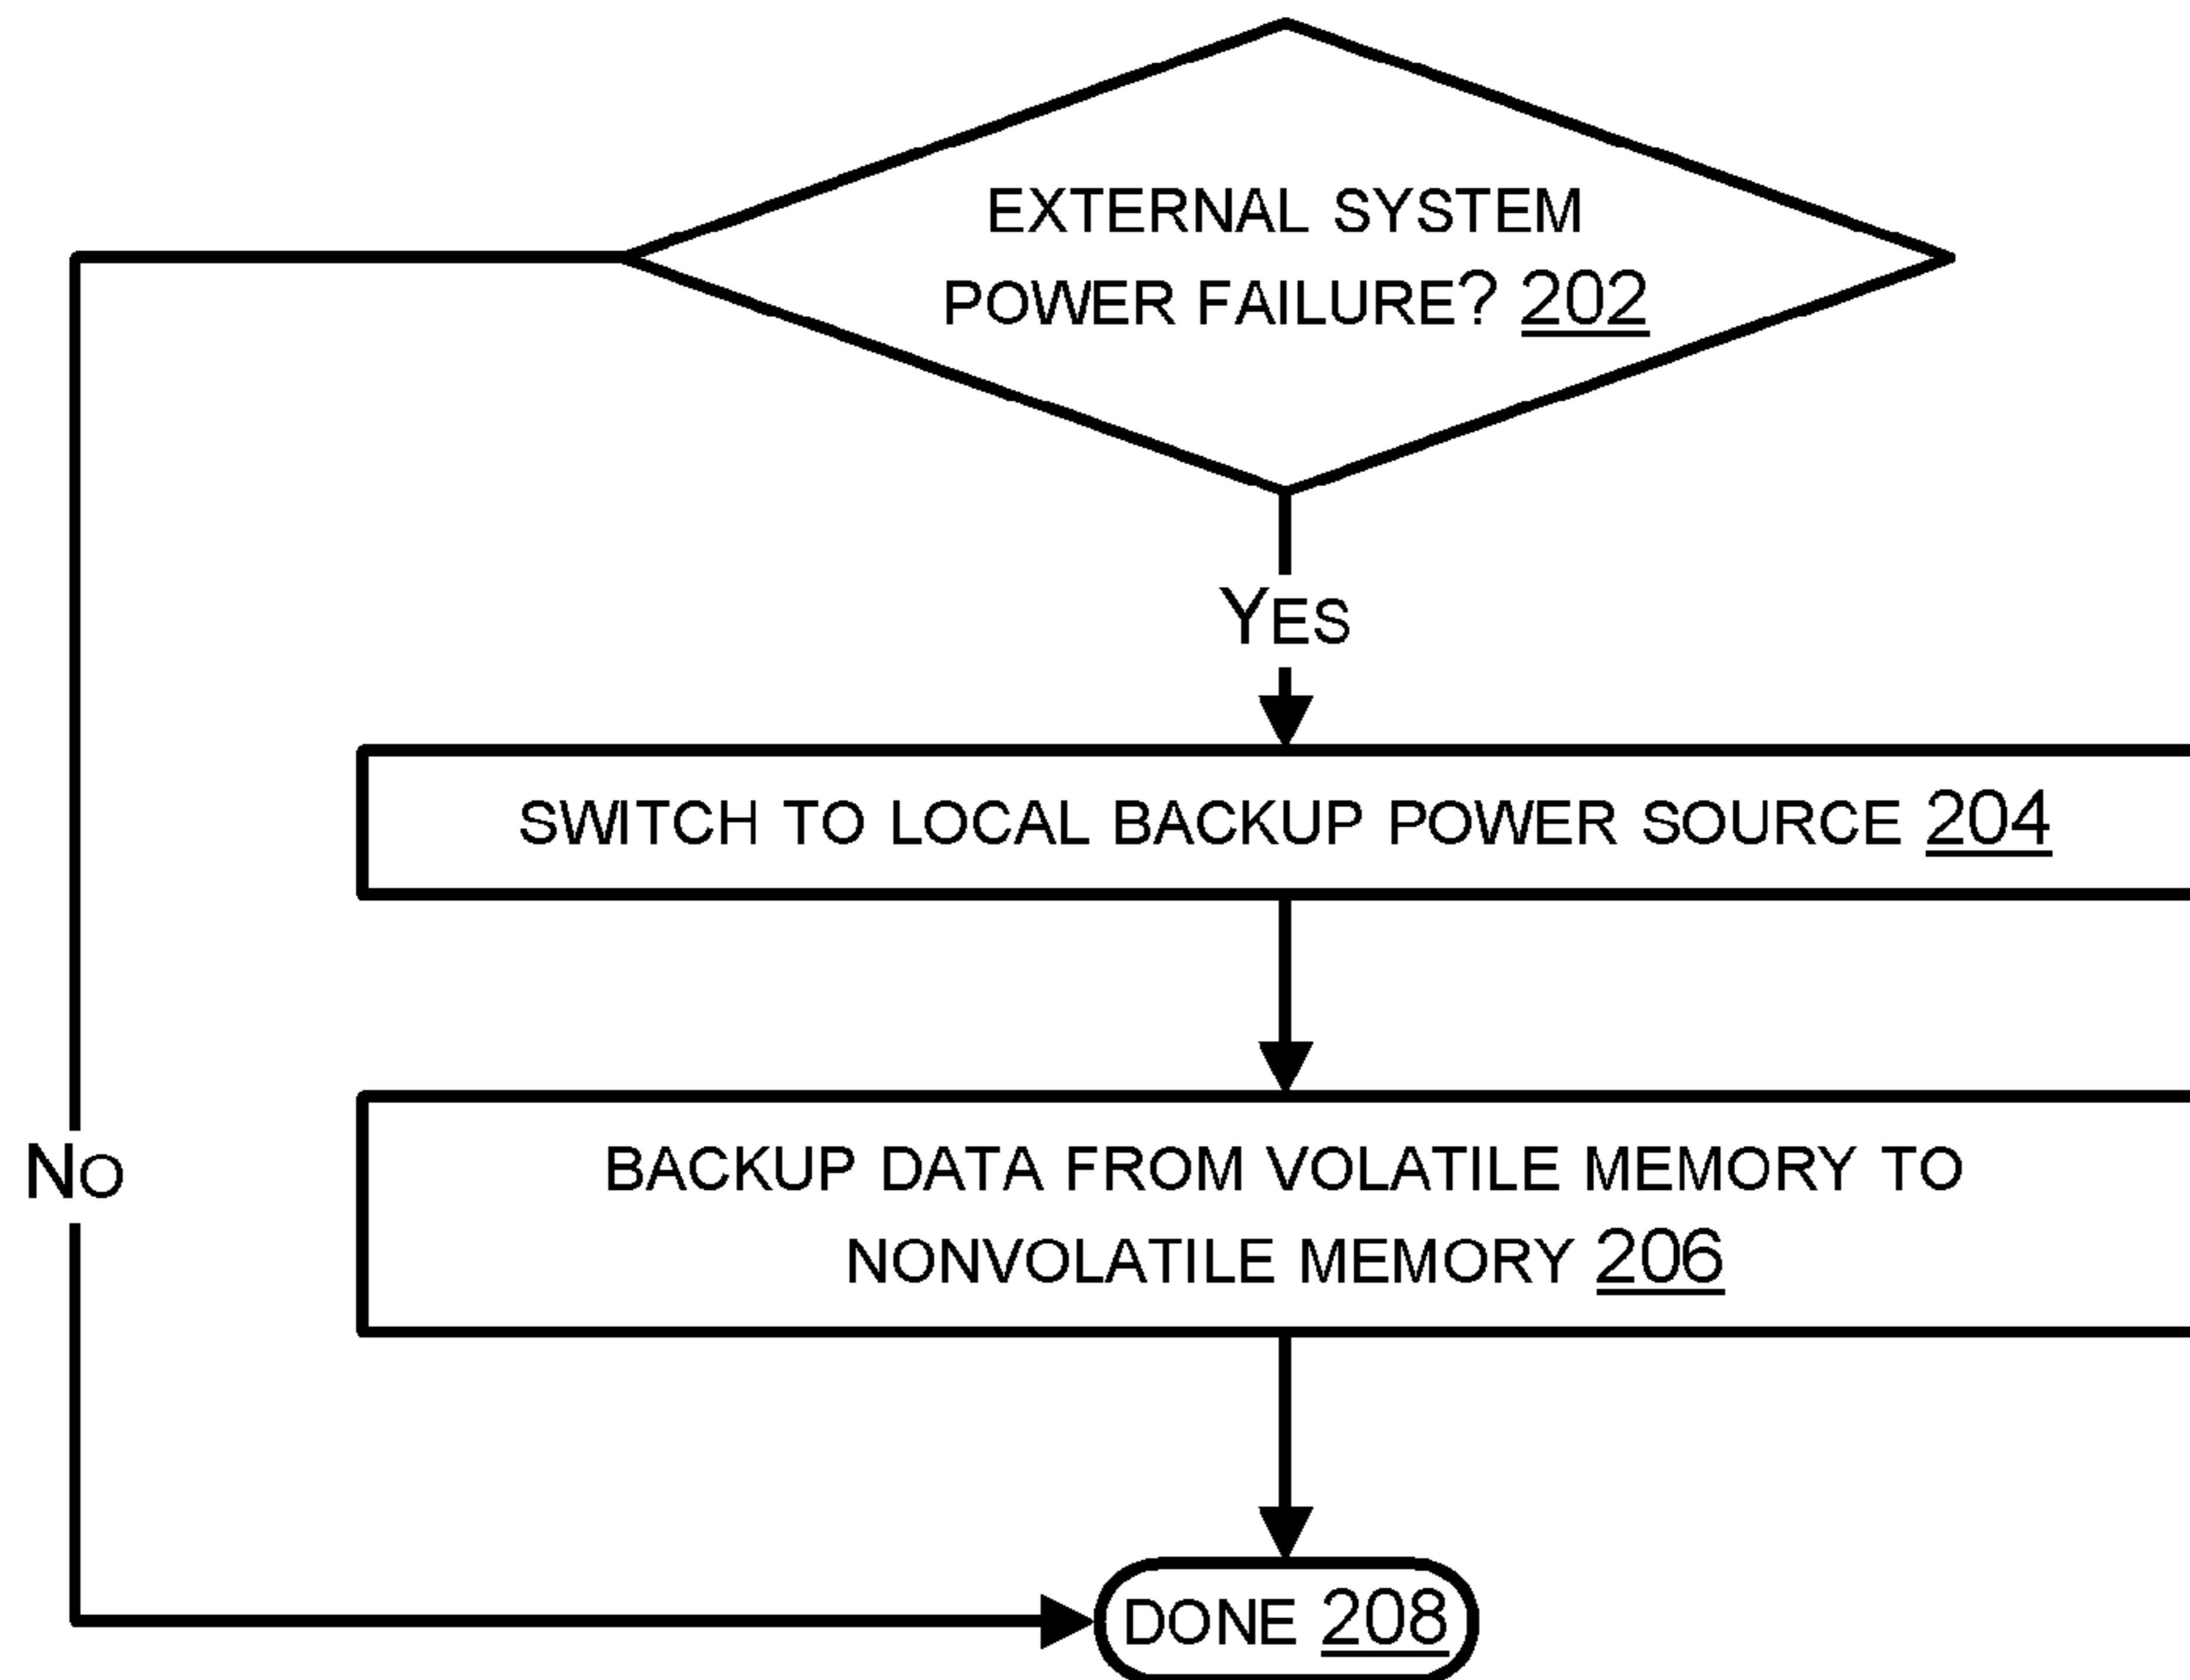 EXTERNAL SYSTEM
POWER FAILURE? 202
YES
SWITCH TO LOCAL BACKUP POWER SOURCE 204
BACKUP DATA FROM VOLATILE MEMORY TO
NONVOLATILE MEMORY 206
NO
DONE 208